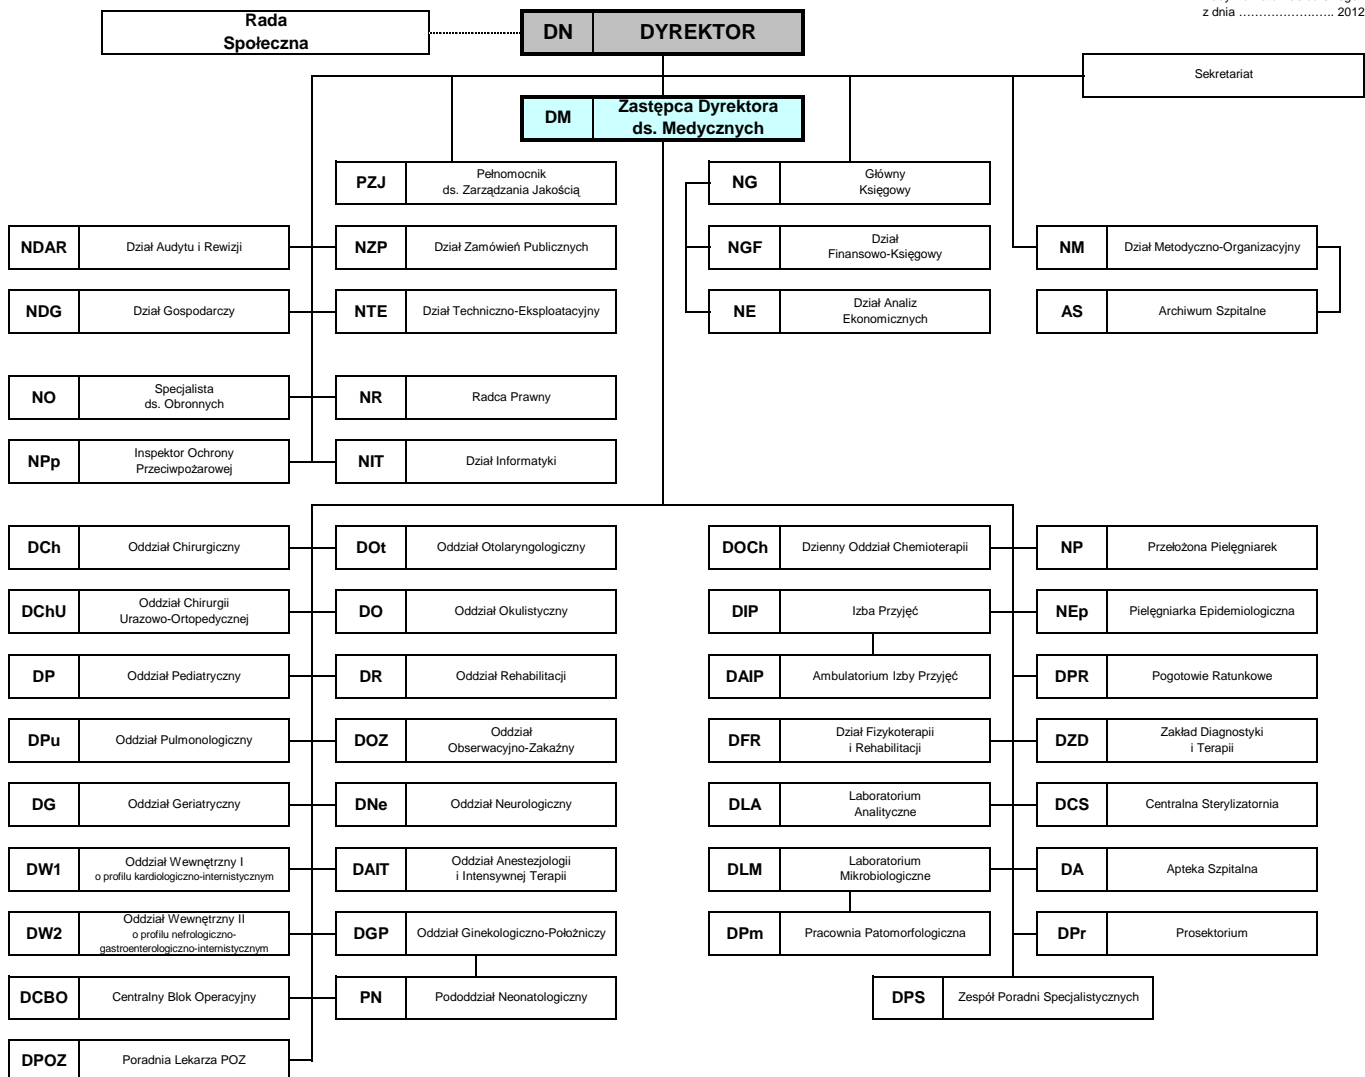 z dnia ………………….. 2012
Rada
Społeczna
DN DYREKTOR
Sekretariat
DM Zastępca Dyrektora
ds. Medycznych
PZJ Pełnomocnik
ds. Zarządzania Jakością
NG Główny
Księgowy
NDAR Dział Audytu i Rewizji
NZP Dział Zamówień Publicznych
NGF Dział
Finansowo-Księgowy
NM Dział Metodyczno-Organizacyjny
NDG Dział Gospodarczy
NTE Dział Techniczno-Eksploatacyjny
NE Dział Analiz
Ekonomicznych
AS Archiwum Szpitalne
NO Specjalista
ds. Obronnych
NR Radca Prawny
NPp Inspektor Ochrony
Przeciwpożarowej
NIT Dział Informatyki
DCh Oddział Chirurgiczny
DOt Oddział Otolaryngologiczny
DOCh Dzienny Oddział Chemioterapii
NP Przełożona Pielęgniarek
DChU Oddział Chirurgii
Urazowo-Ortopedycznej
DO Oddział Okulistyczny
DIP Izba Przyjęć
NEp Pielęgniarka Epidemiologiczna
DP Oddział Pediatryczny
DR Oddział Rehabilitacji
DAIP Ambulatorium Izby Przyjęć
DPR Pogotowie Ratunkowe
DPu Oddział Pulmonologiczny
DOZ Oddział
Obserwacyjno-Zakaźny
DFR Dział Fizykoterapii
i Rehabilitacji
DZD Zakład Diagnostyki
i Terapii
DG Oddział Geriatryczny
DNe Oddział Neurologiczny
DLA Laboratorium
Analityczne
DCS Centralna Sterylizatornia
DW1 Oddział Wewnętrzny I
o profilu kardiologiczno-internistycznym
DAIT Oddział Anestezjologii
i Intensywnej Terapii
DLM Laboratorium
Mikrobiologiczne
DA Apteka Szpitalna
DW2 Oddział Wewnętrzny II
o profilu nefrologiczno-
gastroenterologiczno-internistycznym
DGP Oddział Ginekologiczno-Położniczy
DPm Pracownia Patomorfologiczna
DPr Prosektorium
DCBO Centralny Blok Operacyjny
PN Pododdział Neonatologiczny
DPS Zespół Poradni Specjalistycznych
DPOZ Poradnia Lekarza POZ